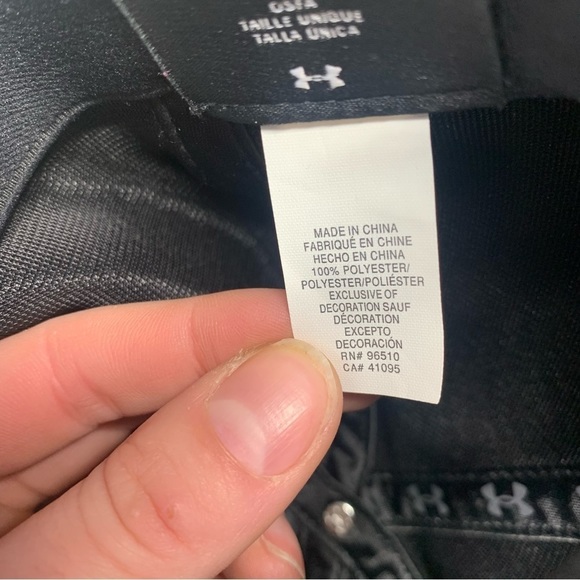 OSFA
TAILLE UNIQUE
TALLA UNICA
MADE IN CHINA
FABRIQUÉ EN CHINE
HECHO EN CHINA
100% POLYESTER/
POLYESTER/POLIÉSTER
EXCLUSIVE OF
DECORATION SAUF
DÉCORATION
EXCEPTO
DECORACIÓN
RN# 96510
CA# 41095